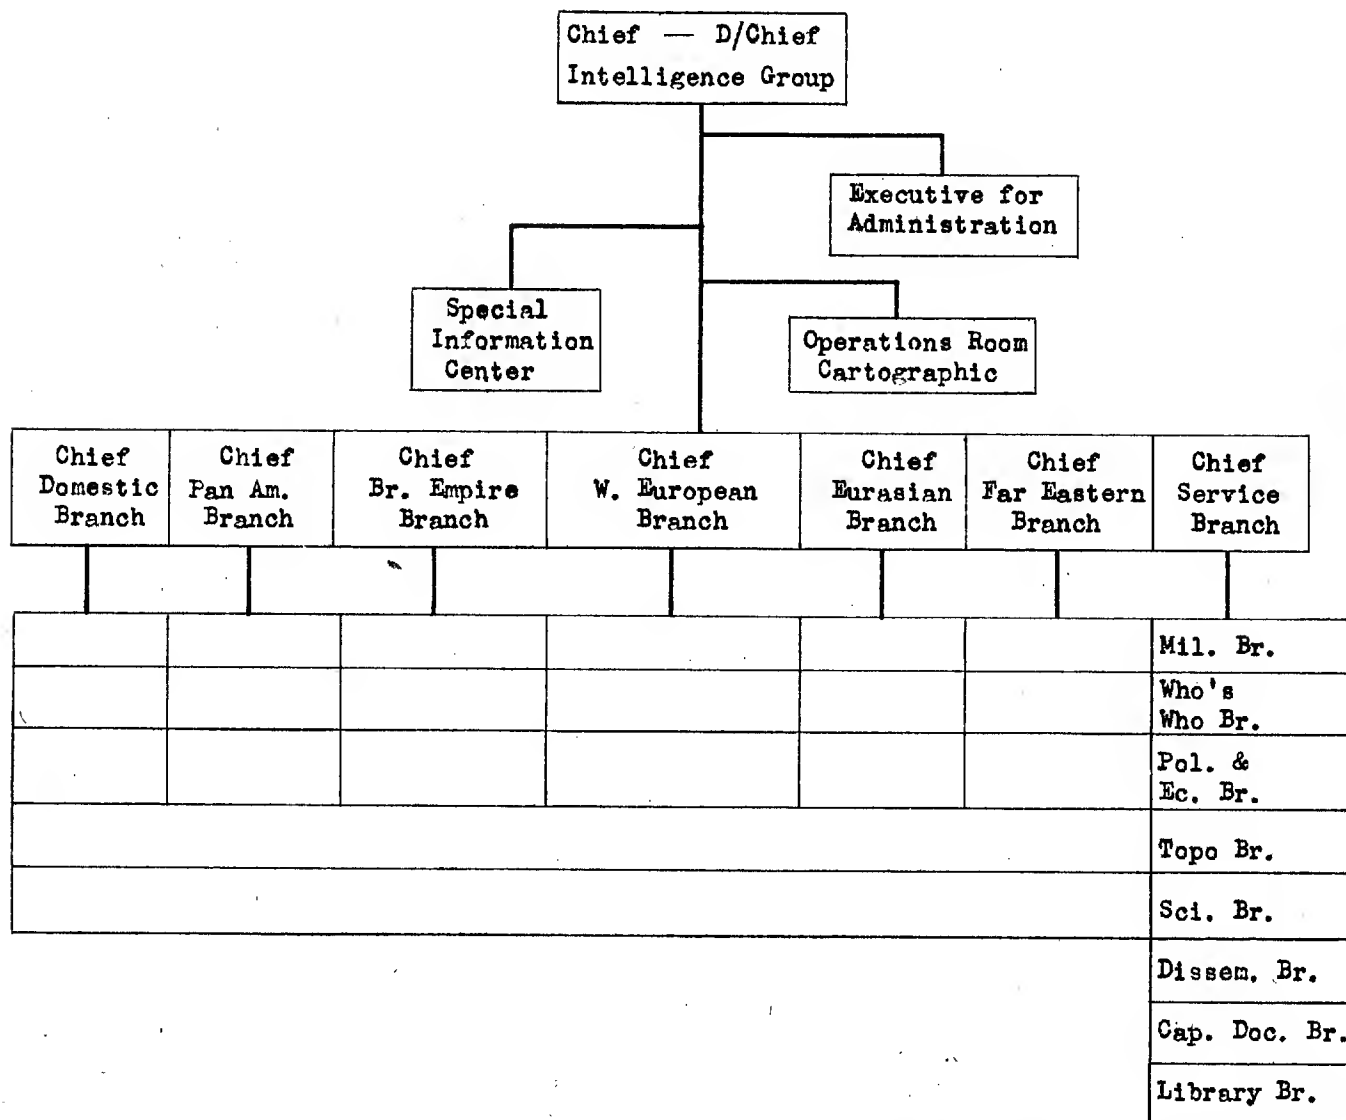 Chief — D/Chief
Intelligence Group
Executive for
Administration
Special
Information
Center
Operations Room
Cartographic
Chief
Domestic
Branch
Chief
Pan Am.
Branch
Chief
Br. Empire
Branch
Chief
W. European
Branch
Chief
Eurasian
Branch
Chief
Far Eastern
Branch
Chief
Service
Branch
Mil. Br.
Who's
Who Br.
Pol. &
Ec. Br.
Topo Br.
Sci. Br.
Dissem. Br.
Cap. Doc. Br.
Library Br.